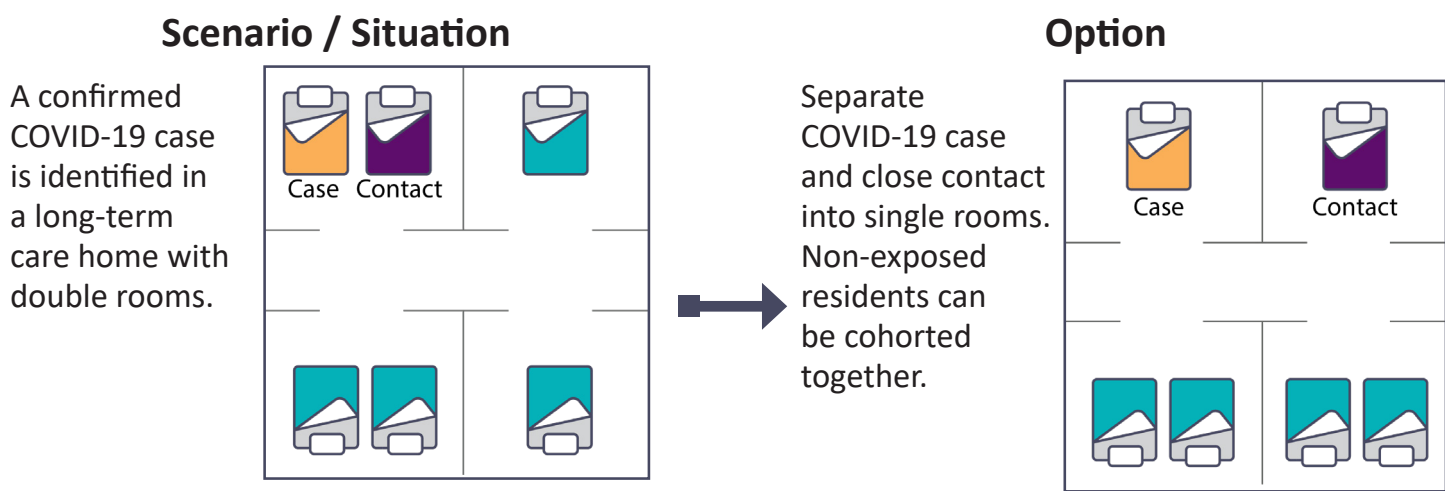 Scenario / Situation
A confirmed
COVID-19 case
is identified in
a long-term
care home with
double rooms.
Case Contact
Option
Separate
COVID-19 case
and close contact
into single rooms.
Non-exposed
residents can
be cohorted
together.
Case
Contact